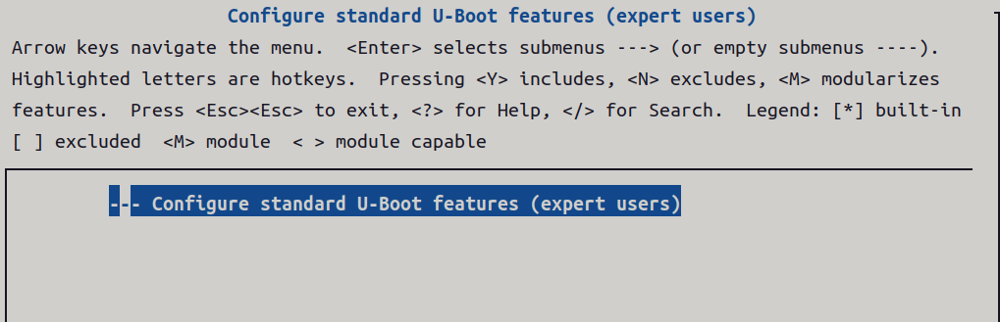 Configure standard U-Boot features (expert users)
Arrow keys navigate the menu.  <Enter> selects submenus ---> (or empty submenus ----).
Highlighted letters are hotkeys.  Pressing <Y> includes, <N> excludes, <M> modularizes
features.  Press <Esc><Esc> to exit, <?> for Help, </> for Search.  Legend: [*] built-in
[ ] excluded  <M> module  < > module capable
--- Configure standard U-Boot features (expert users)